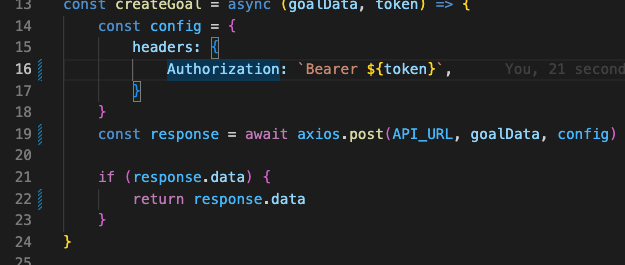 13 const createGoal = async (goalData, token) => {
14 const config = {
15 headers: {
16 Authorization: `Bearer ${token}`, You, 21 second
17 }
18 }
19 const response = await axios.post(API_URL, goalData, config)
20
21 if (response.data) {
22 return response.data
23 }
24 }
25